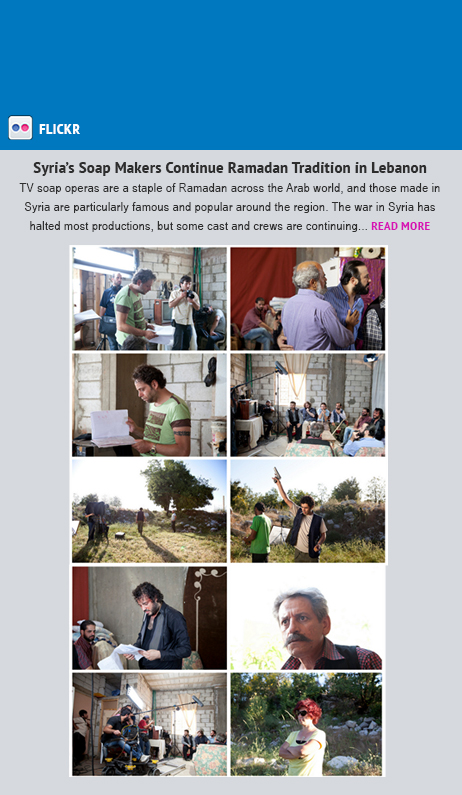 FLICKR
Syria's Soap Makers Continue Ramadan Tradition in Lebanon
TV soap operas are a staple of Ramadan across the Arab world, and those made in
Syria are particularly famous and popular around the region. The war in Syria has
halted most productions, but some cast and crews are continuing... READ MORE